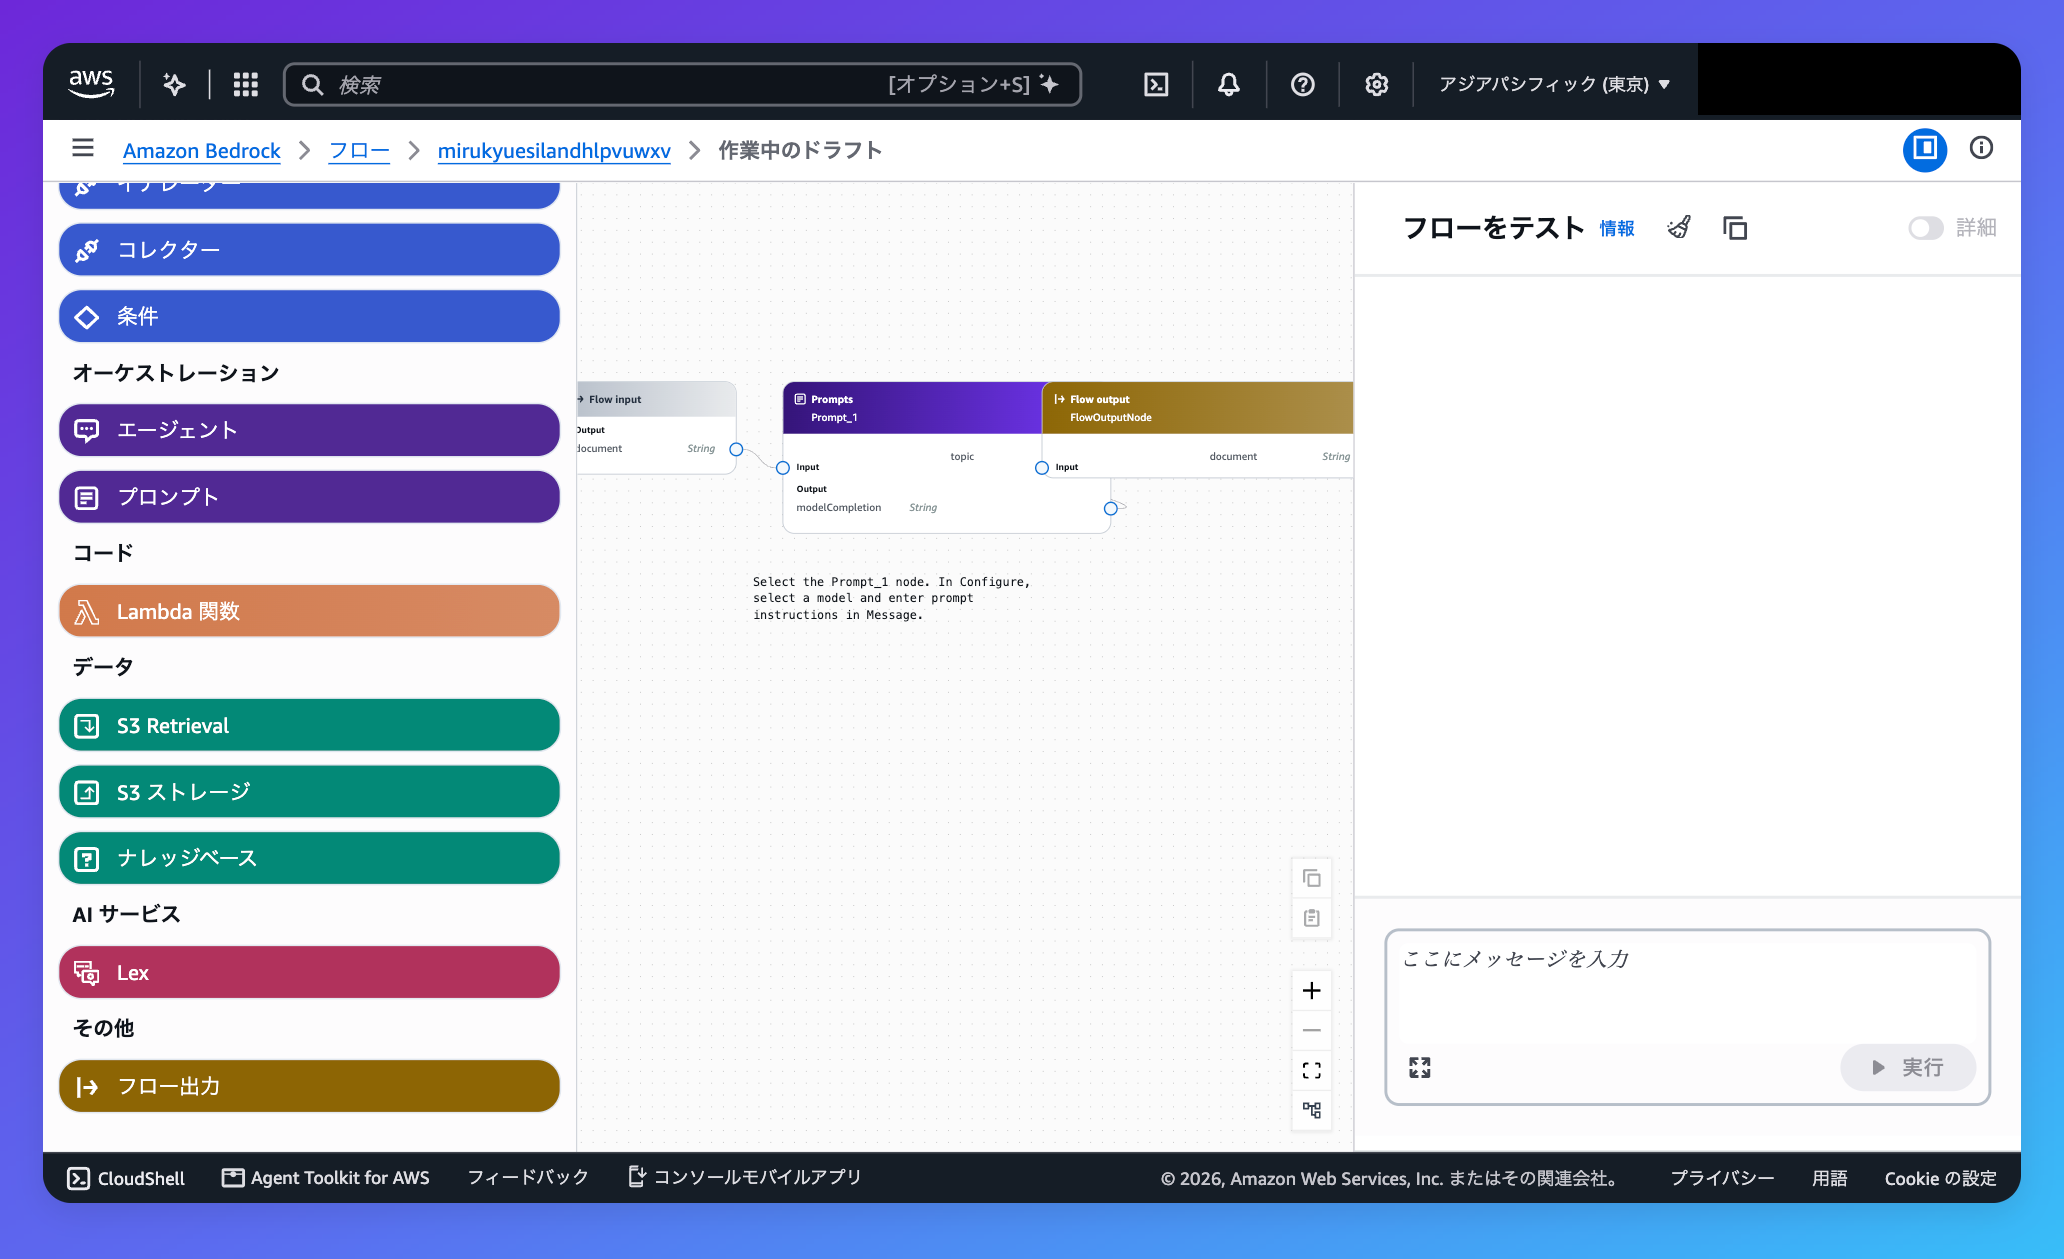 aws
検索
[オプション+S]
アジアパシフィック (東京) ▼
Amazon Bedrock
フロー
mirukyuesilandhlpvuwxv
作業中のドラフト
イテレーター
コレクター
条件
オーケストレーション
エージェント
プロンプト
コード
Lambda 関数
データ
S3 Retrieval
S3 ストレージ
ナレッジベース
AI サービス
Lex
その他
フロー出力
Flow input
Output
document
String
Prompts
Prompt_1
topic
Input
Output
modelCompletion
String
Flow output
FlowOutputNode
document
String
Input
Select the Prompt_1 node. In Configure,
select a model and enter prompt
instructions in Message.
フローをテスト
情報
詳細
ここにメッセージを入力
実行
CloudShell
Agent Toolkit for AWS
フィードバック
コンソールモバイルアプリ
© 2026, Amazon Web Services, Inc. またはその関連会社。
プライバシー
用語
Cookie の設定